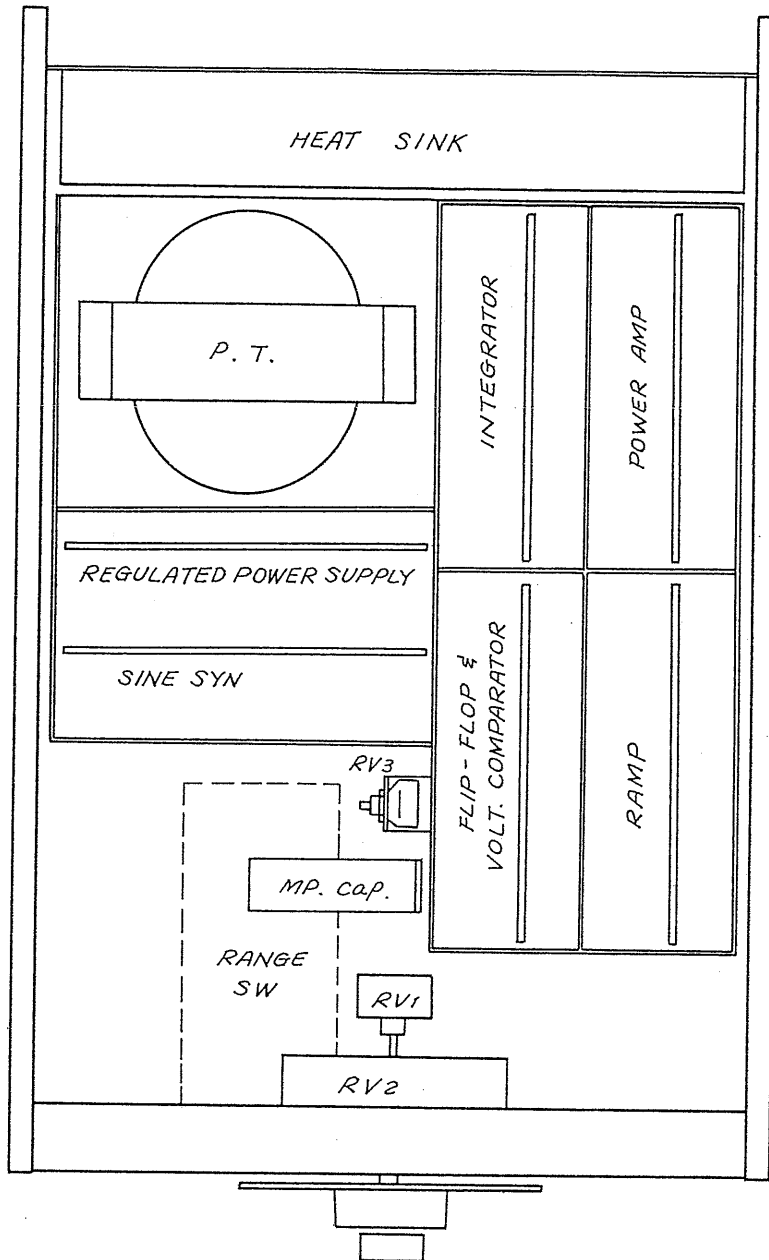 HEAT SINK
P. T.
INTEGRATOR
POWER AMP
REGULATED POWER SUPPLY
SINE SYN
FLIP-FLOP &
VOLT. COMPARATOR
RAMP
RV3
MP. CAP.
RANGE
SW
RV1
RV2